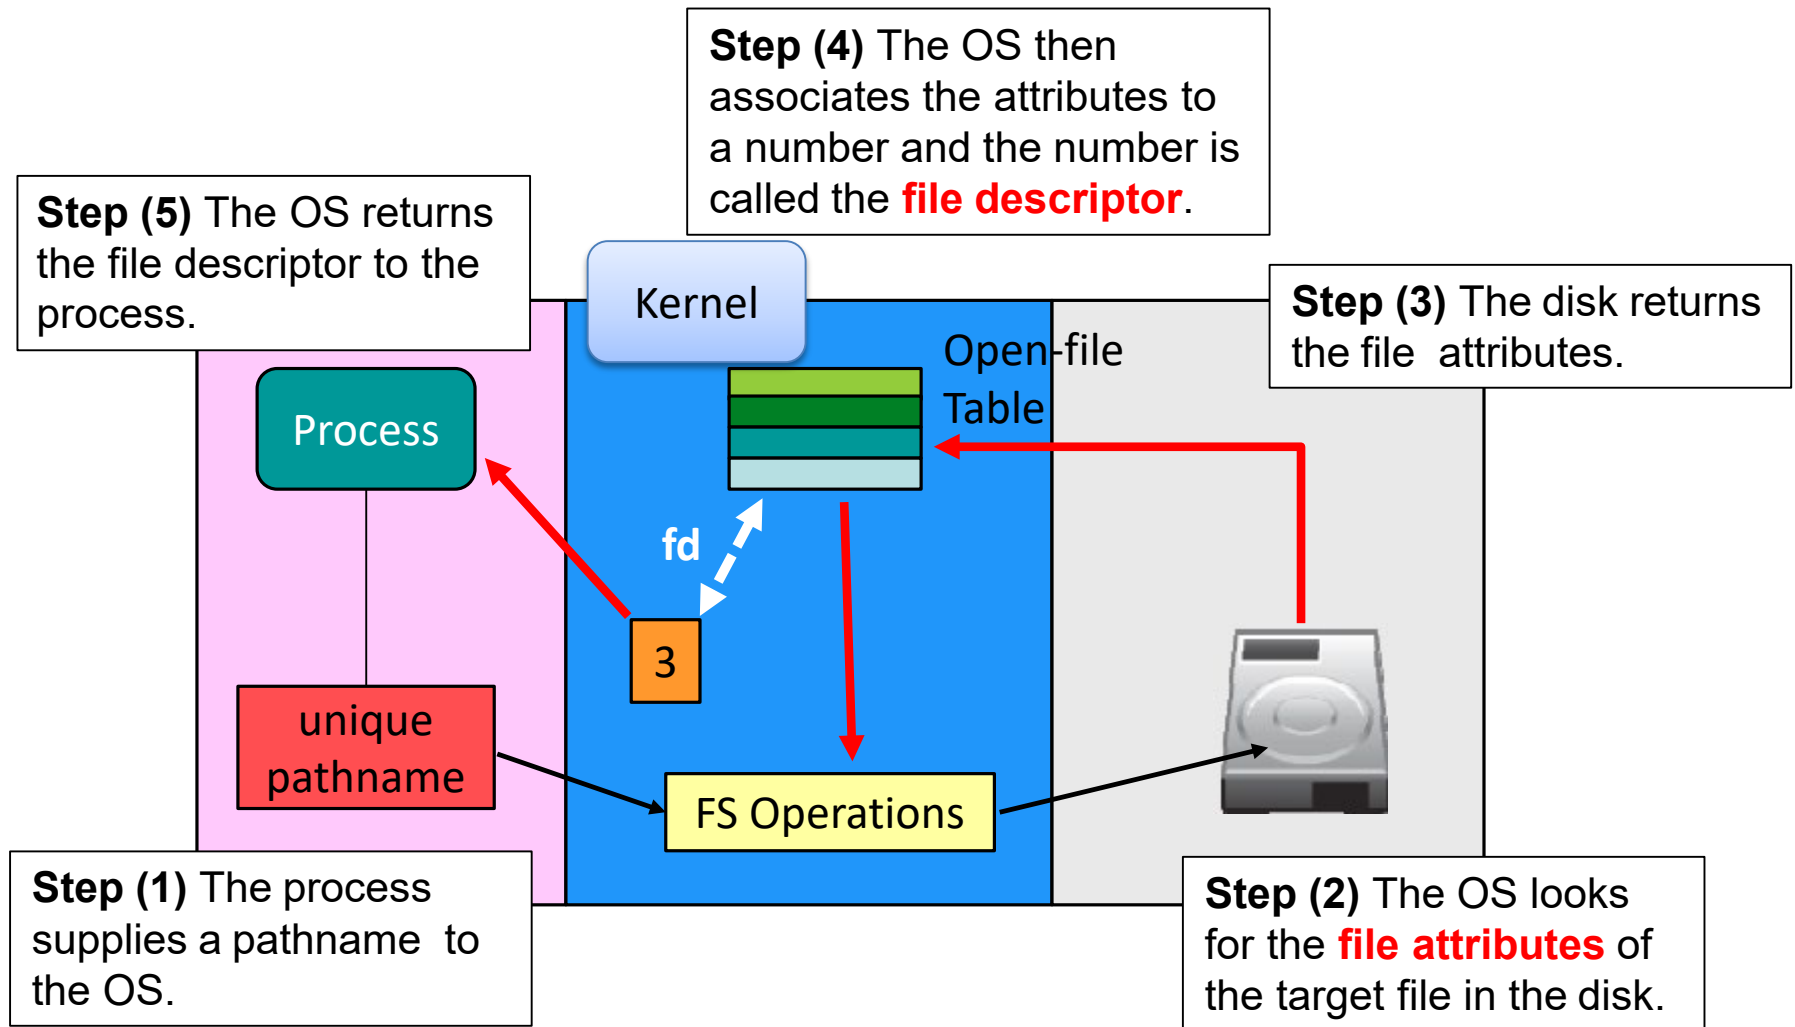 Step (4) The OS then
associates the attributes to
a number and the number is
called the file descriptor.
Step (5) The OS returns
the file descriptor to the
process.
Kernel
Step (3) The disk returns
the file  attributes.
Open-file
Table
Process
fd
3
unique
pathname
FS Operations
Step (1) The process
supplies a pathname  to
the OS.
Step (2) The OS looks
for the file attributes of
the target file in the disk.